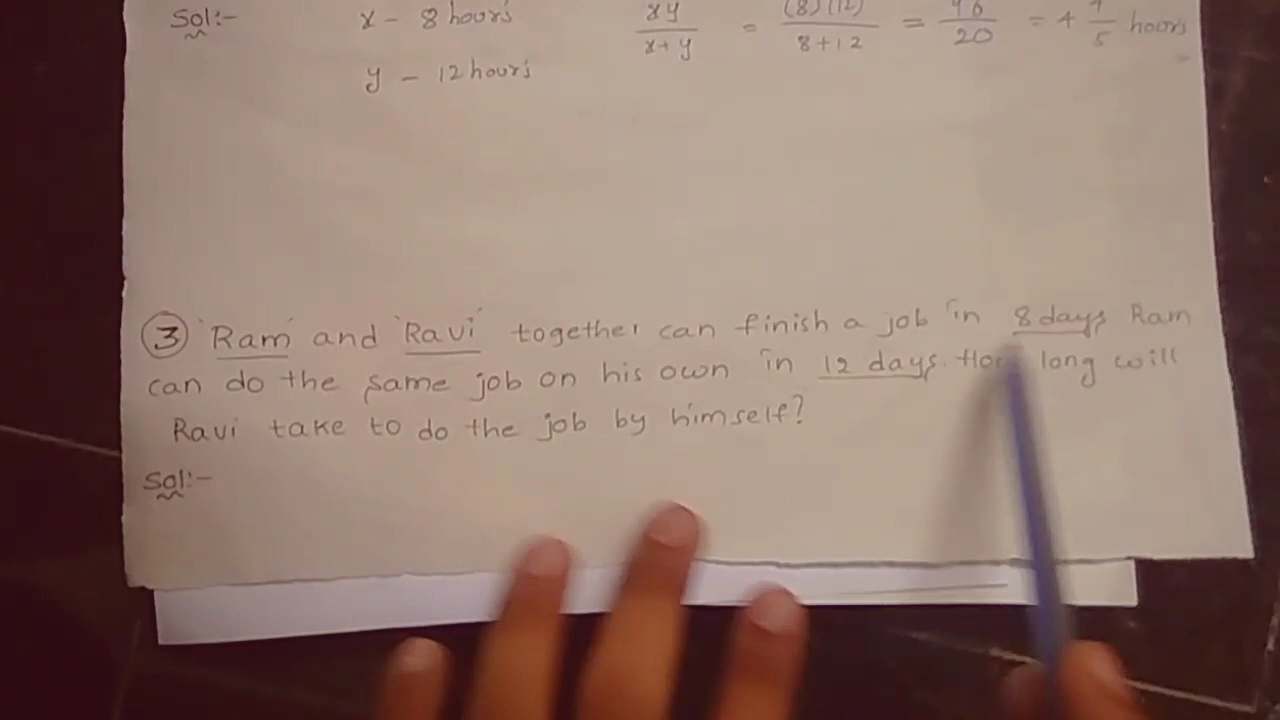 Sol:- x - 8 hours xy/x+y = (8)(12)/8+12 = 96/20 = 4 4/5 hours
y - 12 hours
3 'Ram' and 'Ravi' together can finish a job in 8 days Ram
can do the same job on his own in 12 days. How long will
Ravi take to do the job by himself?
Sol:-